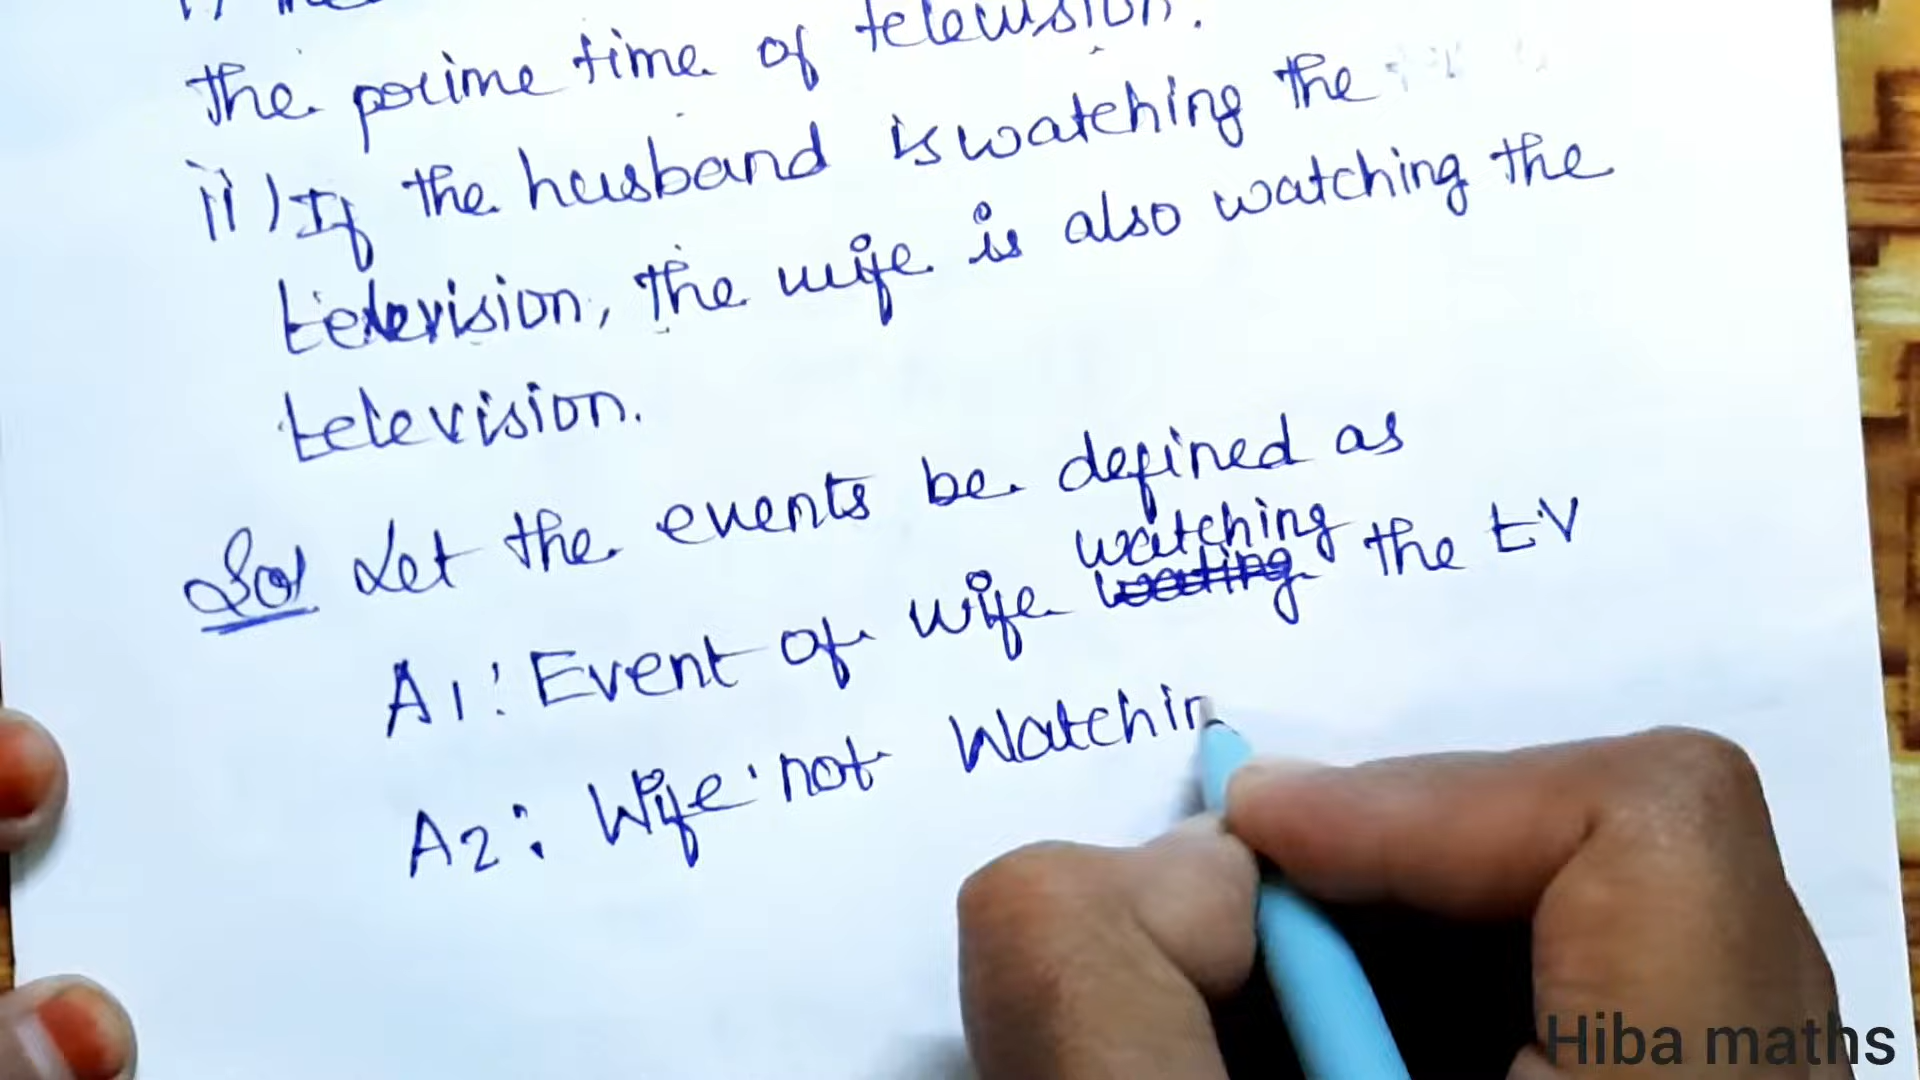 the prime time of television.
ii) If the husband is watching the
television, the wife is also watching the
television.
Sol Let the events be defined as
watching
A1: Event of wife the tV
A2: Wife not Watchin
Hiba maths